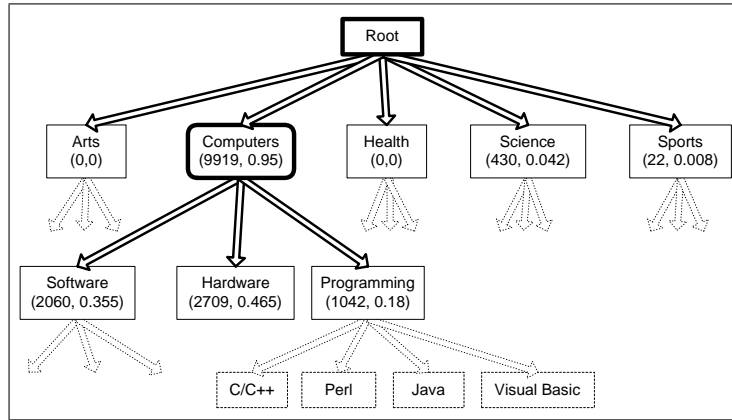 Root
Arts
(0,0)
Computers
(9919, 0.95)
Health
(0,0)
Science
(430, 0.042)
Sports
(22, 0.008)
Software
(2060, 0.355)
Hardware
(2709, 0.465)
Programming
(1042, 0.18)
C/C++
Perl
Java
Visual Basic